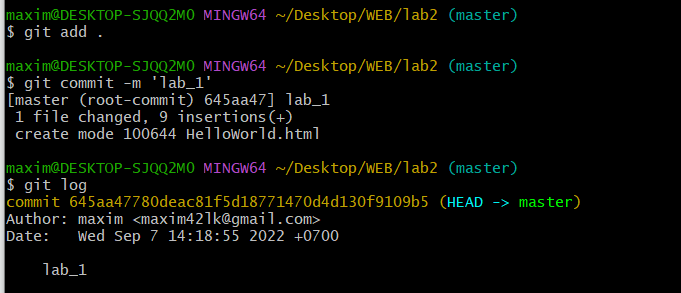 maxim@DESKTOP-SJQQ2MO MINGW64 ~/Desktop/WEB/lab2 (master)
$ git add .
maxim@DESKTOP-SJQQ2MO MINGW64 ~/Desktop/WEB/lab2 (master)
$ git commit -m 'lab_1'
[master (root-commit) 645aa47] lab_1
 1 file changed, 9 insertions(+)
 create mode 100644 HelloWorld.html
maxim@DESKTOP-SJQQ2MO MINGW64 ~/Desktop/WEB/lab2 (master)
$ git log
commit 645aa47780deac81f5d18771470d4d130f9109b5 (HEAD -> master)
Author: maxim <maxim42lk@gmail.com>
Date:   Wed Sep 7 14:18:55 2022 +0700
    lab_1